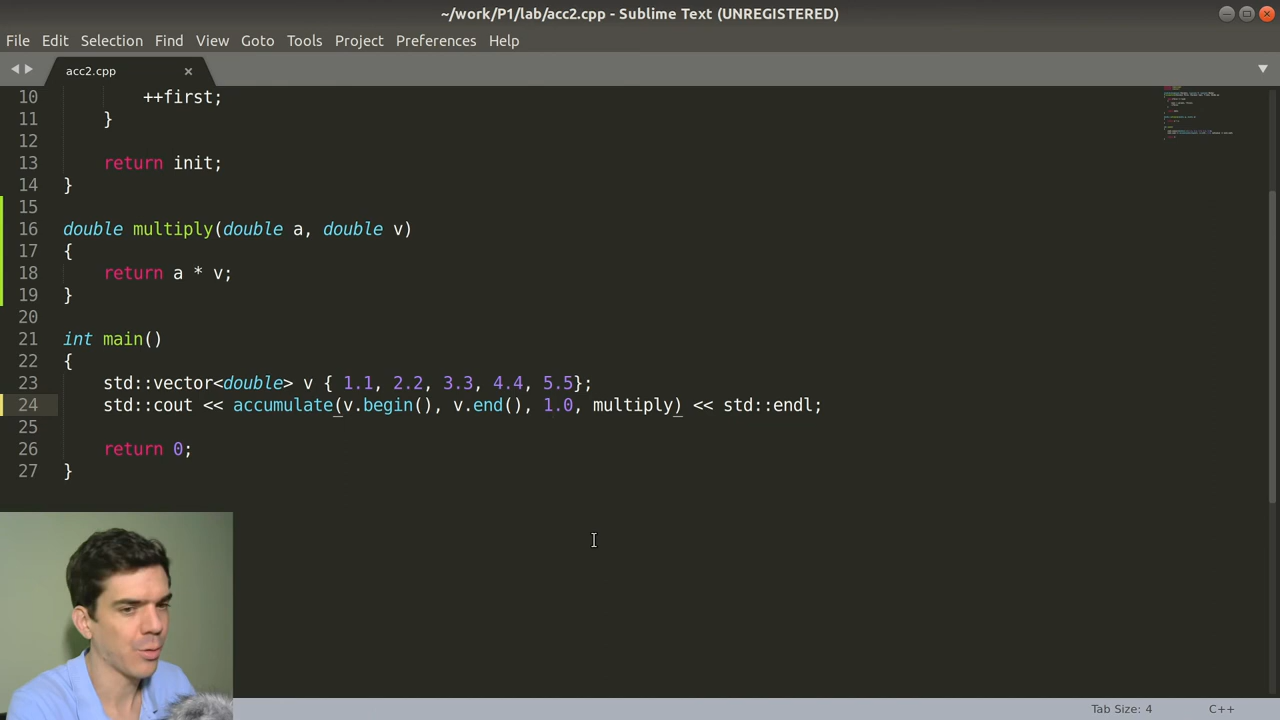 ~/work/P1/lab/acc2.cpp - Sublime Text (UNREGISTERED)
File Edit Selection Find View Goto Tools Project Preferences Help
acc2.cpp
10         ++first;
11     }
12
13     return init;
14 }
15
16 double multiply(double a, double v)
17 {
18     return a * v;
19 }
20
21 int main()
22 {
23     std::vector<double> v { 1.1, 2.2, 3.3, 4.4, 5.5};
24     std::cout << accumulate(v.begin(), v.end(), 1.0, multiply) << std::endl;
25
26     return 0;
27 }
Tab Size: 4 C++